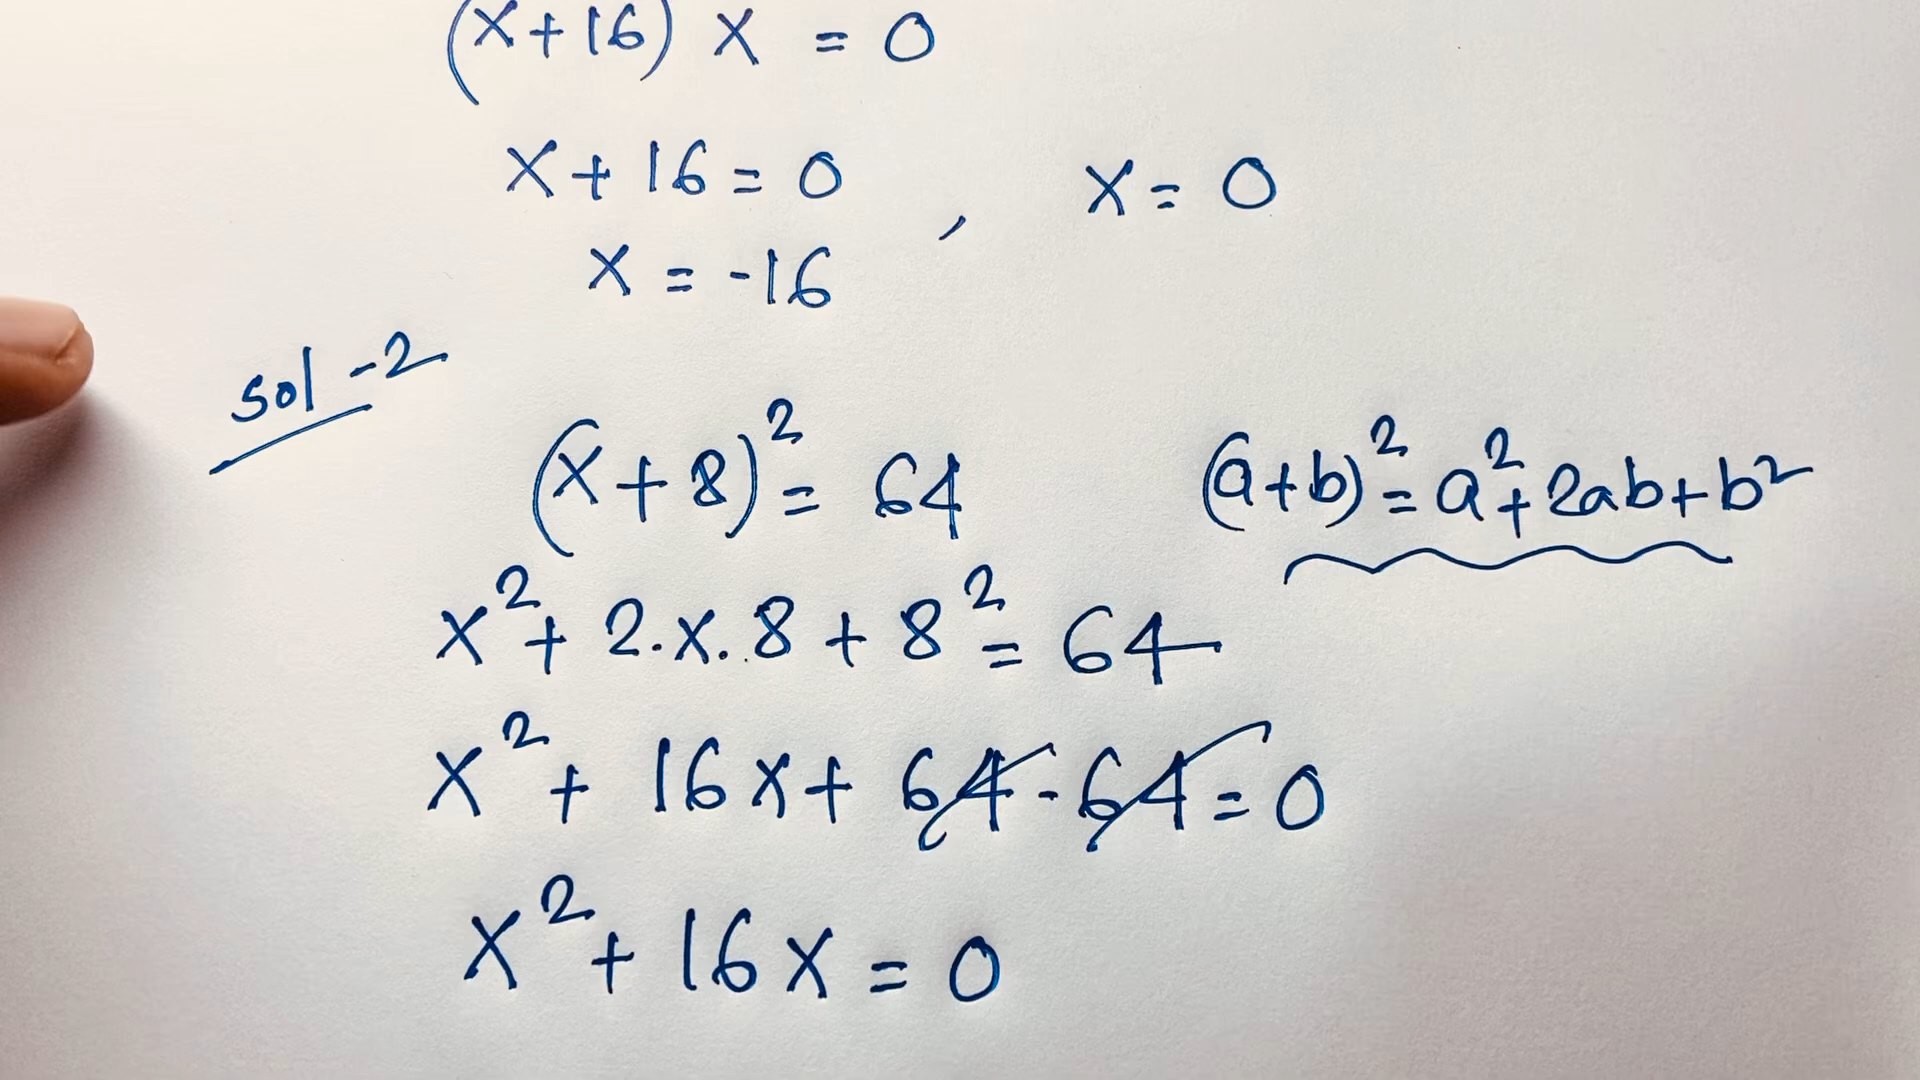 (x+16) x = 0
x + 16 = 0 , x = 0
x = -16
sol -2
(x+8)² = 64 (a+b)² = a² + 2ab + b²
x² + 2.x.8 + 8² = 64
x² + 16x + 64 - 64 = 0
x² + 16x = 0